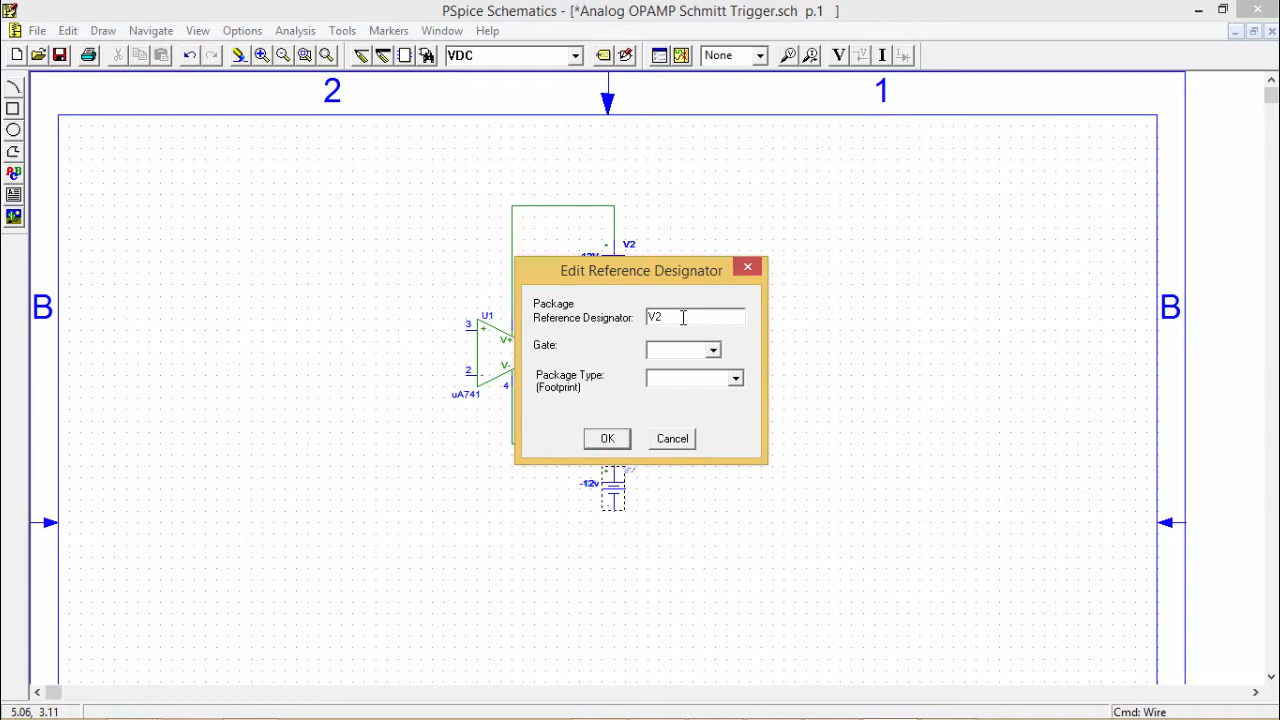 PSpice Schematics - [*Analog OPAMP Schmitt Trigger.sch p.1 ]
File Edit Draw Navigate View Options Analysis Tools Markers Window Help
VDC
None
V
I
ABC
2
1
B
B
V2
U1
3
+
V+
2
-
V-
4
uA741
Edit Reference Designator
Package
Reference Designator: V2
Gate:
Package Type:
(Footprint)
OK Cancel
-12v
5.06, 3.11
Cmd: Wire